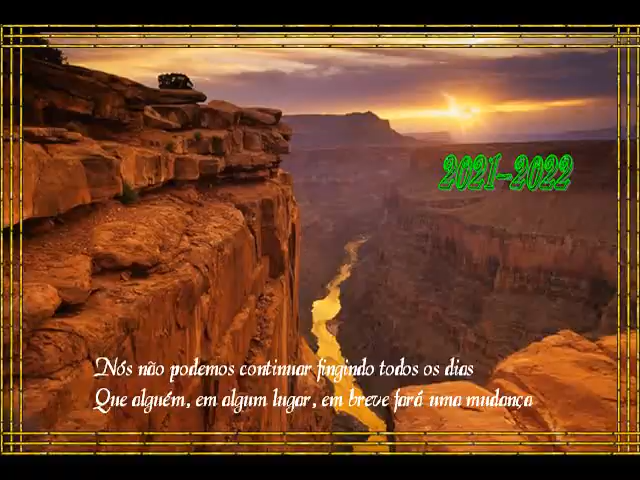 2021-2022
Nós não podemos continuar fingindo todos os dias
Que alguém, em algum lugar, em breve fará uma mudança